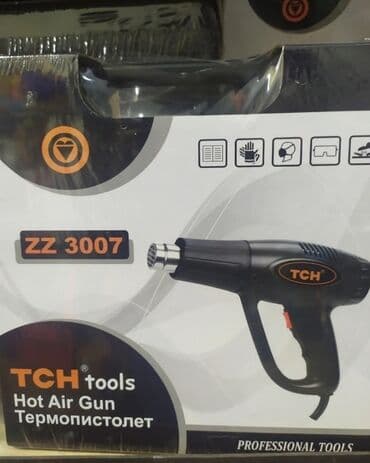 ZZ 3007
TCH
TCH® tools
Hot Air Gun
Термопистолет
PROFESSIONAL TOOLS